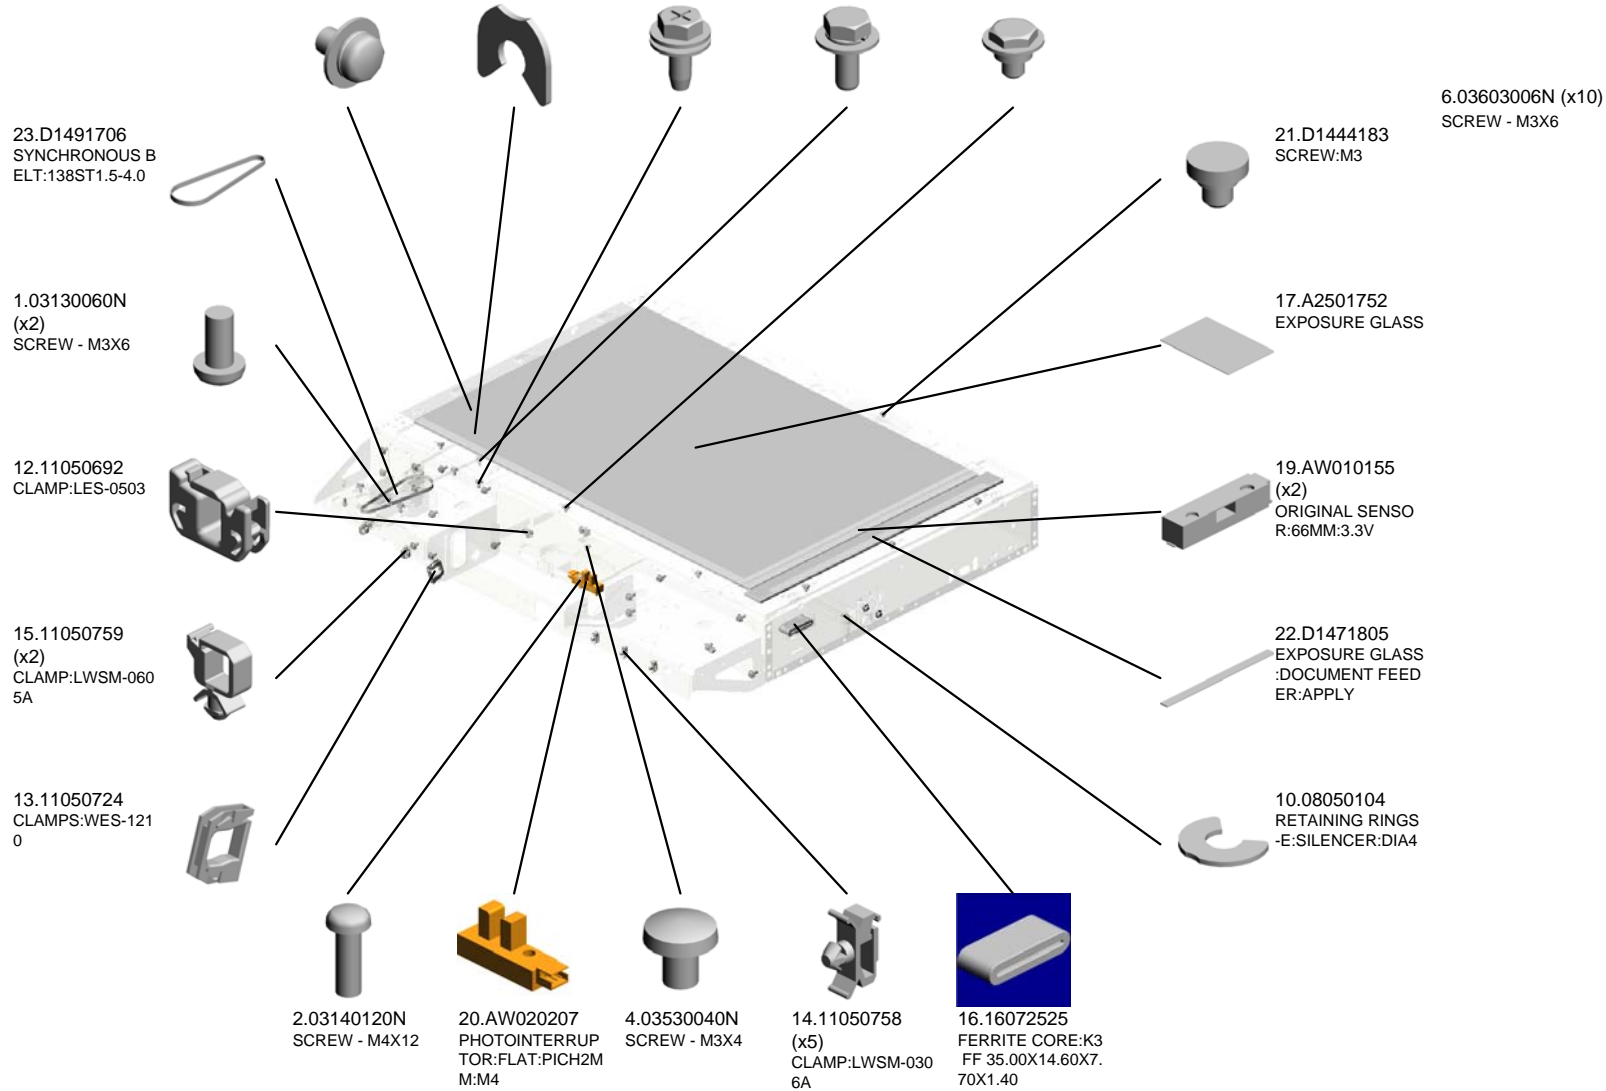 6.03603006N (x10)
SCREW - M3X6
23.D1491706
SYNCHRONOUS B
ELT:138ST1.5-4.0
21.D1444183
SCREW:M3
1.03130060N
(x2)
SCREW - M3X6
17.A2501752
EXPOSURE GLASS
12.11050692
CLAMP:LES-0503
19.AW010155
(x2)
ORIGINAL SENSO
R:66MM:3.3V
15.11050759
(x2)
CLAMP:LWSM-060
5A
22.D1471805
EXPOSURE GLASS
:DOCUMENT FEED
ER:APPLY
13.11050724
CLAMPS:WES-121
0
10.08050104
RETAINING RINGS
-E:SILENCER:DIA4
2.03140120N
SCREW - M4X12
20.AW020207
PHOTOINTERRUP
TOR:FLAT:PICH2M
M:M4
4.03530040N
SCREW - M3X4
14.11050758
(x5)
CLAMP:LWSM-030
6A
16.16072525
FERRITE CORE:K3
FF 35.00X14.60X7.
70X1.40